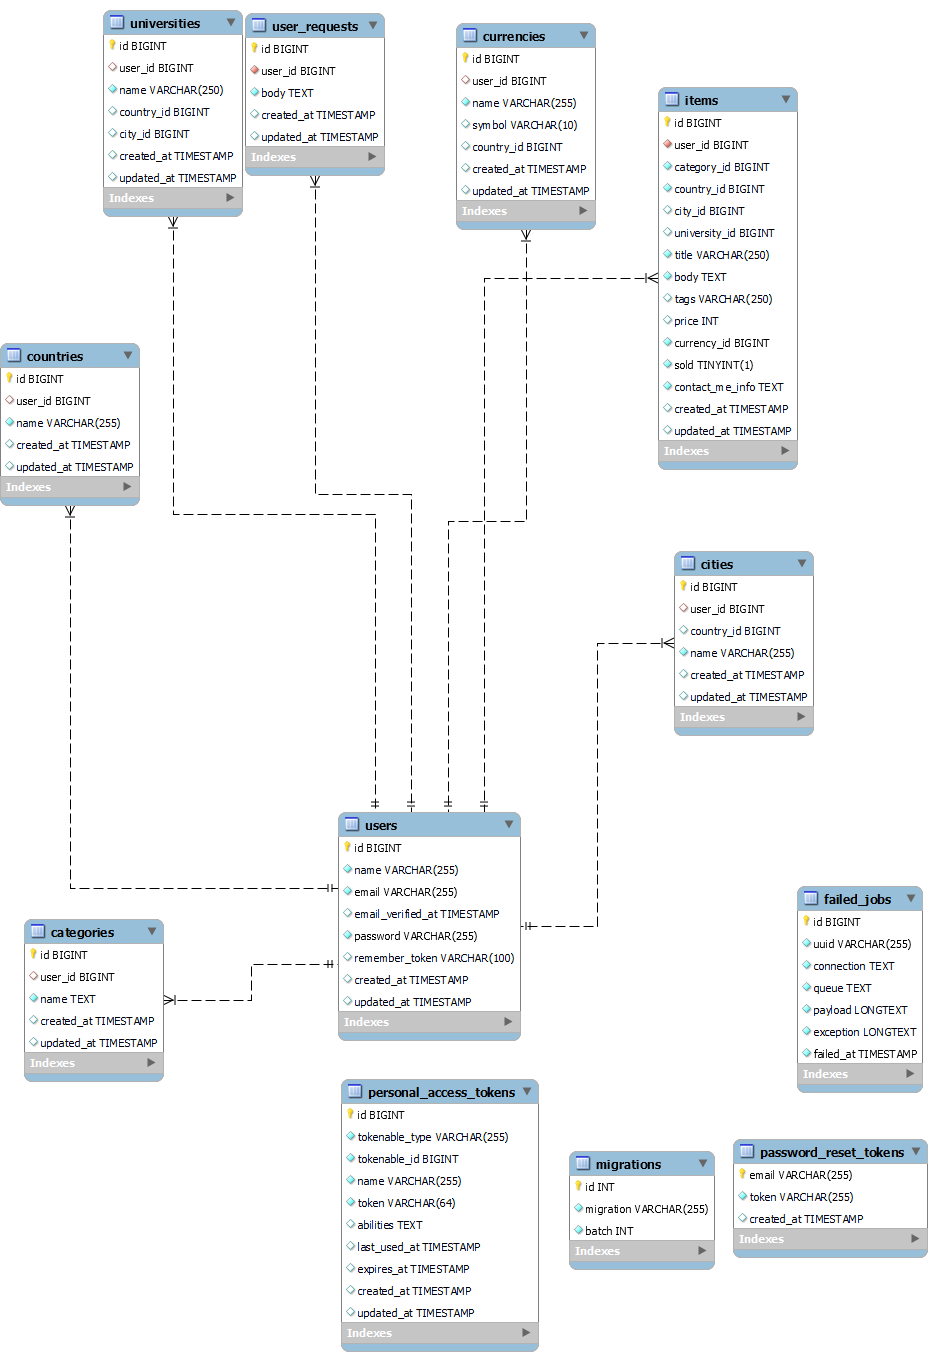 universities
id BIGINT
user_id BIGINT
name VARCHAR(250)
country_id BIGINT
city_id BIGINT
created_at TIMESTAMP
updated_at TIMESTAMP
Indexes
user_requests
id BIGINT
user_id BIGINT
body TEXT
created_at TIMESTAMP
updated_at TIMESTAMP
Indexes
currencies
id BIGINT
user_id BIGINT
name VARCHAR(255)
symbol VARCHAR(10)
country_id BIGINT
created_at TIMESTAMP
updated_at TIMESTAMP
Indexes
items
id BIGINT
user_id BIGINT
category_id BIGINT
country_id BIGINT
city_id BIGINT
university_id BIGINT
title VARCHAR(250)
body TEXT
tags VARCHAR(250)
price INT
currency_id BIGINT
sold TINYINT(1)
contact_me_info TEXT
created_at TIMESTAMP
updated_at TIMESTAMP
Indexes
countries
id BIGINT
user_id BIGINT
name VARCHAR(255)
created_at TIMESTAMP
updated_at TIMESTAMP
Indexes
cities
id BIGINT
user_id BIGINT
country_id BIGINT
name VARCHAR(255)
created_at TIMESTAMP
updated_at TIMESTAMP
Indexes
users
id BIGINT
name VARCHAR(255)
email VARCHAR(255)
email_verified_at TIMESTAMP
password VARCHAR(255)
remember_token VARCHAR(100)
created_at TIMESTAMP
updated_at TIMESTAMP
Indexes
categories
id BIGINT
user_id BIGINT
name TEXT
created_at TIMESTAMP
updated_at TIMESTAMP
Indexes
failed_jobs
id BIGINT
uuid VARCHAR(255)
connection TEXT
queue TEXT
payload LONGTEXT
exception LONGTEXT
failed_at TIMESTAMP
Indexes
personal_access_tokens
id BIGINT
tokenable_type VARCHAR(255)
tokenable_id BIGINT
name VARCHAR(255)
token VARCHAR(64)
abilities TEXT
last_used_at TIMESTAMP
expires_at TIMESTAMP
created_at TIMESTAMP
updated_at TIMESTAMP
Indexes
migrations
id INT
migration VARCHAR(255)
batch INT
Indexes
password_reset_tokens
email VARCHAR(255)
token VARCHAR(255)
created_at TIMESTAMP
Indexes